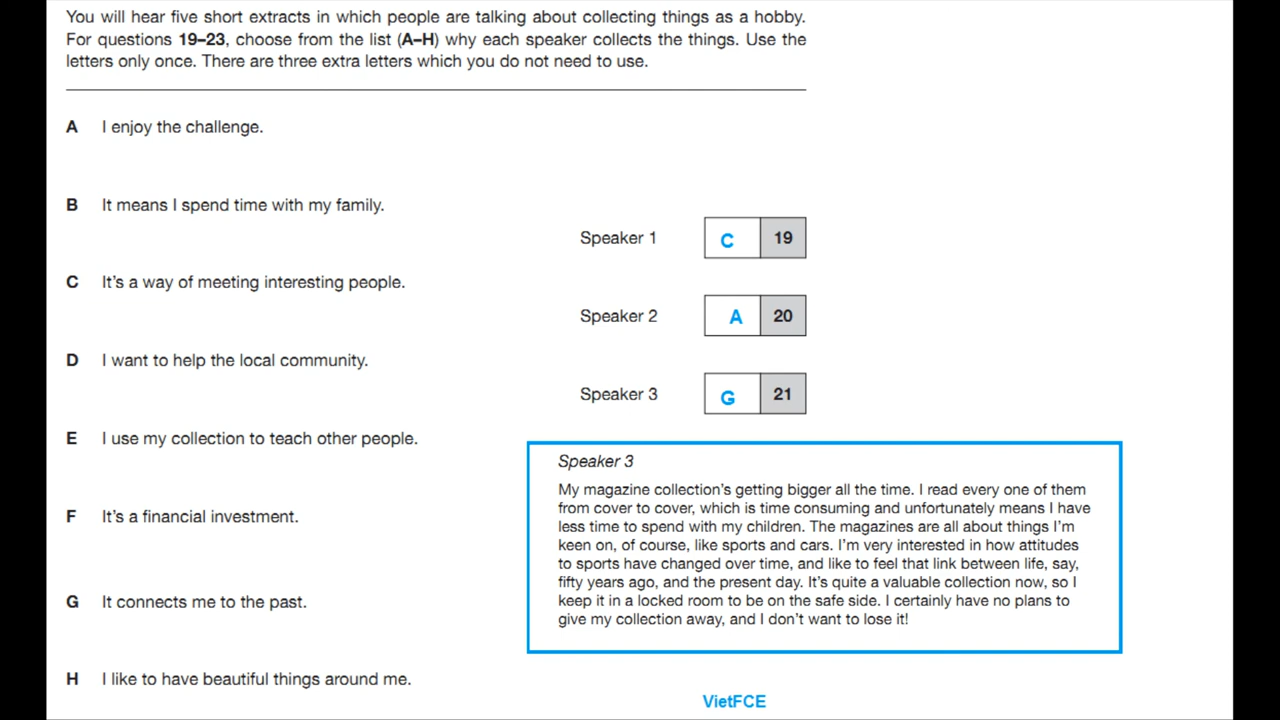 You will hear five short extracts in which people are talking about collecting things as a hobby.
For questions 19–23, choose from the list (A–H) why each speaker collects the things. Use the
letters only once. There are three extra letters which you do not need to use.
A I enjoy the challenge.
B It means I spend time with my family.
Speaker 1 C 19
C It's a way of meeting interesting people.
Speaker 2 A 20
D I want to help the local community.
Speaker 3 G 21
E I use my collection to teach other people.
Speaker 3
My magazine collection's getting bigger all the time. I read every one of them
from cover to cover, which is time consuming and unfortunately means I have
less time to spend with my children. The magazines are all about things I'm
keen on, of course, like sports and cars. I'm very interested in how attitudes
to sports have changed over time, and like to feel that link between life, say,
fifty years ago, and the present day. It's quite a valuable collection now, so I
keep it in a locked room to be on the safe side. I certainly have no plans to
give my collection away, and I don't want to lose it!
F It's a financial investment.
G It connects me to the past.
H I like to have beautiful things around me.
VietFCE